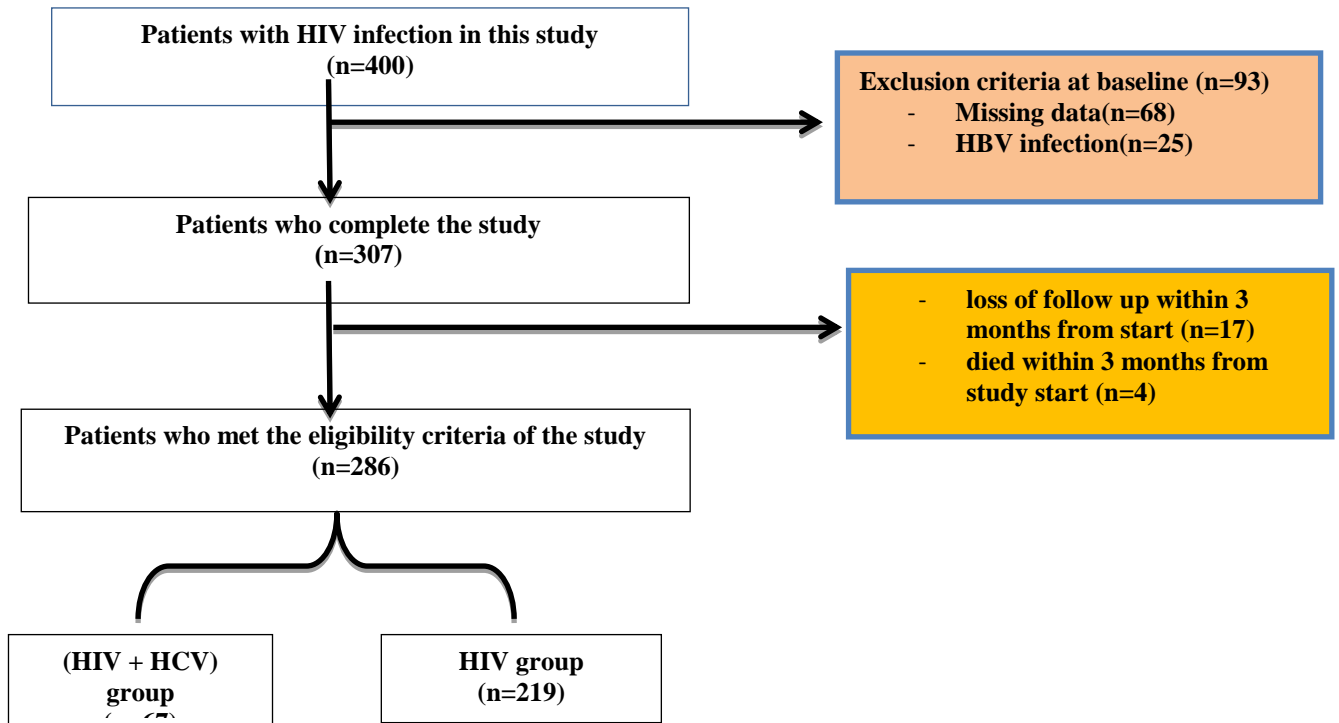 Patients with HIV infection in this study
(n=400)
Exclusion criteria at baseline (n=93)
- Missing data(n=68)
- HBV infection(n=25)
Patients who complete the study
(n=307)
- loss of follow up within 3
months from start (n=17)
- died within 3 months from
study start (n=4)
Patients who met the eligibility criteria of the study
(n=286)
(HIV + HCV)
group
HIV group
(n=219)